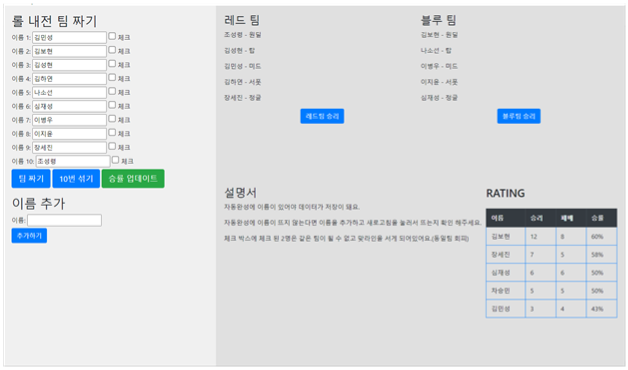 롤 내전 팀 짜기
이름 1: 김민성 체크
이름 2: 김보현 체크
이름 3: 김성현 체크
이름 4: 김하연 체크
이름 5: 나소선 체크
이름 6: 심재성 체크
이름 7: 이병우 체크
이름 8: 이지윤 체크
이름 9: 장세진 체크
이름 10: 조성령 체크
팀 짜기 10번 섞기 승률 업데이트
이름 추가
이름:
추가하기
레드 팀
조성령 - 원딜
김성현 - 탑
김민성 - 미드
김하연 - 서폿
장세진 - 정글
레드팀 승리
블루 팀
김보현 - 원딜
나소선 - 탑
이병우 - 미드
이지윤 - 서폿
심재성 - 정글
블루팀 승리
설명서
자동완성에 이름이 있어야 데이터가 저장이 돼요.
자동완성에 이름이 뜨지 않는다면 이름을 추가하고 새로고침을 눌러서 뜨는지 확인 해주세요.
체크 박스에 체크 된 2명은 같은 팀이 될 수 없고 맞라인을 서게 되어있어요.(동일팀 회피)
RATING
이름 승리 패배 승률
김보현 12 8 60%
장세진 7 5 58%
심재성 6 6 50%
차승민 5 5 50%
김민성 3 4 43%